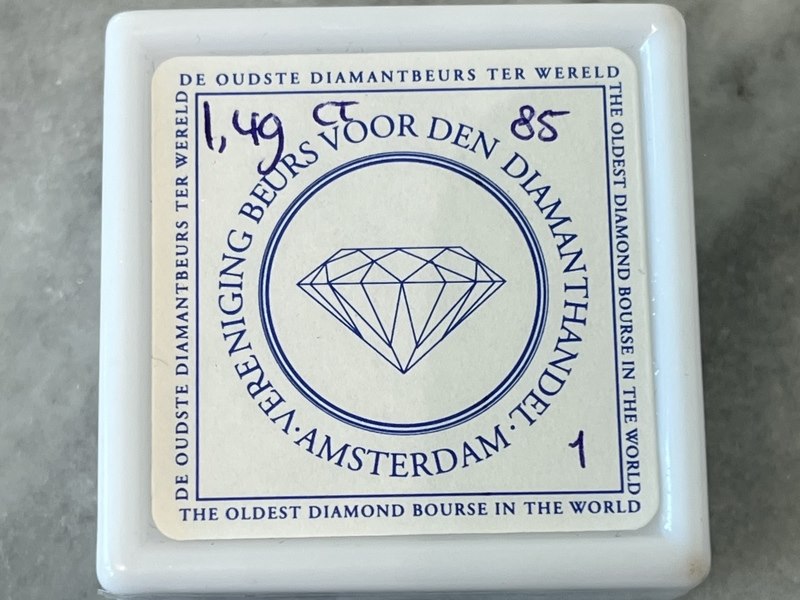 DE OUDSTE DIAMANTBEURS TER WERELD
THE OLDEST DIAMOND BOURSE IN THE WORLD
DE OUDSTE DIAMANTBEURS TER WERELD
1,49 CT
85
VERENIGING BEURS VOOR DEN DIAMANTHANDEL
·AMSTERDAM·
1
THE OLDEST DIAMOND BOURSE IN THE WORLD